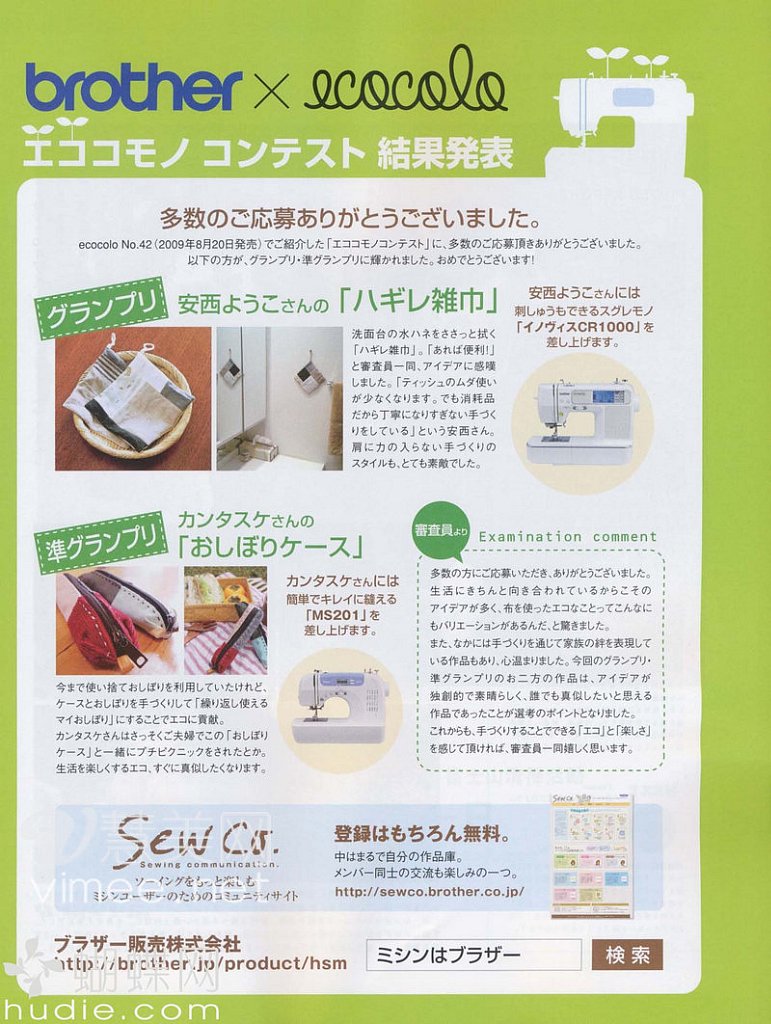 brother × ecocolo
エココモノ コンテスト 結果発表
多数のご応募ありがとうございました。
ecocolo No.42（2009年8月20日発売）でご紹介した「エココモノコンテスト」に、多数のご応募頂きありがとうございました。
以下の方が、グランプリ・準グランプリに輝かれました。おめでとうございます！
グランプリ
安西ようこさんの「ハギレ雑巾」
洗面台の水ハネをささっと拭く
「ハギレ雑巾」。「あれば便利！」
と審査員一同、アイデアに感嘆
しました。「ティッシュのムダ使い
が少なくなります。でも消耗品
だから丁寧になりすぎない手づく
りをしている」という安西さん。
肩に力の入らない手づくりの
スタイルも、とても素敵でした。
安西ようこさんには
刺しゅうもできるスグレモノ
「イノヴィスCR1000」を
差し上げます。
準グランプリ
カンタスケさんの
「おしぼりケース」
カンタスケさんには
簡単でキレイに縫える
「MS201」を
差し上げます。
今まで使い捨ておしぼりを利用していたけれど、
ケースとおしぼりを手づくりして「繰り返し使える
マイおしぼり」にすることでエコに貢献。
カンタスケさんはさっそくご夫婦でこの「おしぼり
ケース」と一緒にプチピクニックをされたとか。
生活を楽しくするエコ、すぐに真似したくなります。
審査員より
Examination comment
多数の方にご応募いただき、ありがとうございました。
生活にきちんと向き合われているからこその
アイデアが多く、布を使ったエコなことってこんなに
もバリエーションがあるんだ、と驚きました。
また、なかには手づくりを通じて家族の絆を表現して
いる作品もあり、心温まりました。今回のグランプリ・
準グランプリのお二方の作品は、アイデアが
独創的で素晴らしく、誰でも真似したいと思える
作品であったことが選考のポイントとなりました。
これからも、手づくりすることでできる「エコ」と「楽しさ」
を感じて頂ければ、審査員一同嬉しく思います。
Sew Co.
Sewing communication.
ソーイングをもっと楽しむ
ミシンユーザーのためのコミュニティサイト
登録はもちろん無料。
中はまるで自分の作品庫。
メンバー同士の交流も楽しみの一つ。
http://sewco.brother.co.jp/
vimeet.net
ブラザー販売株式会社
http://brother.jp/product/hsm
ミシンはブラザー
検索
蝴蝶网
hudie.com